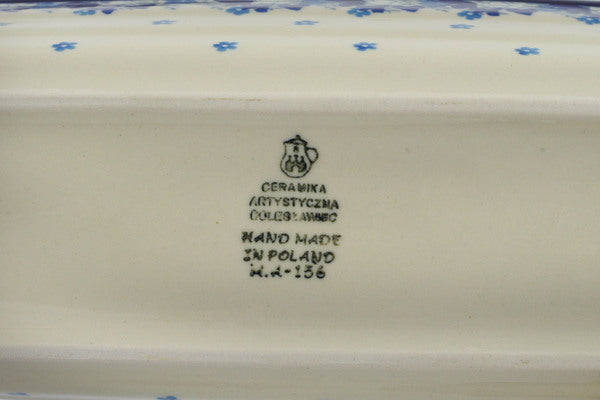 CERAMIKA
ARTYSTYCZNA
BOLESŁAWIEC
HAND MADE
IN POLAND
W.A-156